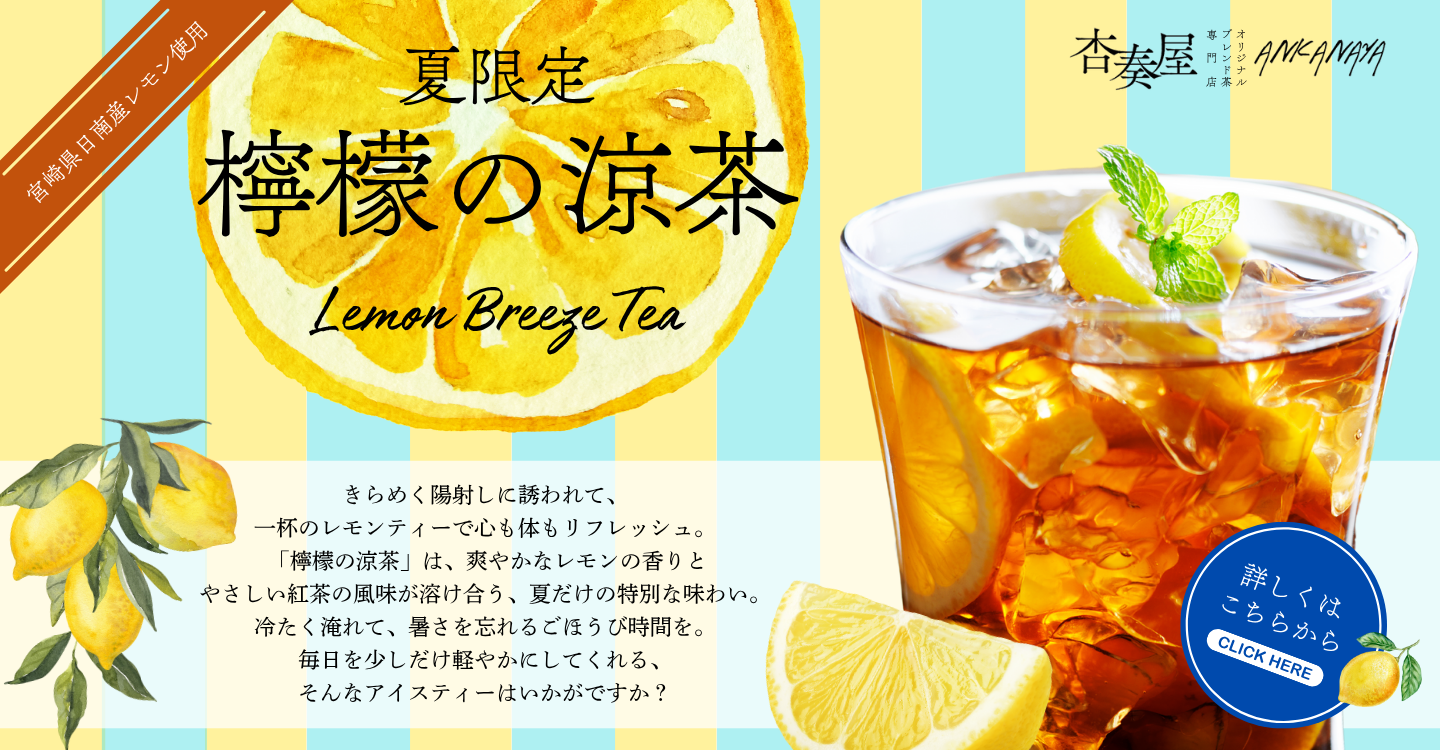 宮崎県日南産レモン使用
夏限定
檸檬の涼茶
Lemon Breeze Tea
杏奏屋
オリジナル
ブレンド茶
専門店
ANKANAYA
きらめく陽射しに誘われて、
一杯のレモンティーで心も体もリフレッシュ。
「檸檬の涼茶」は、爽やかなレモンの香りと
やさしい紅茶の風味が溶け合う、夏だけの特別な味わい。
冷たく淹れて、暑さを忘れるごほうび時間を。
毎日を少しだけ軽やかにしてくれる、
そんなアイスティーはいかがですか？
詳しくは
こちらから
CLICK HERE